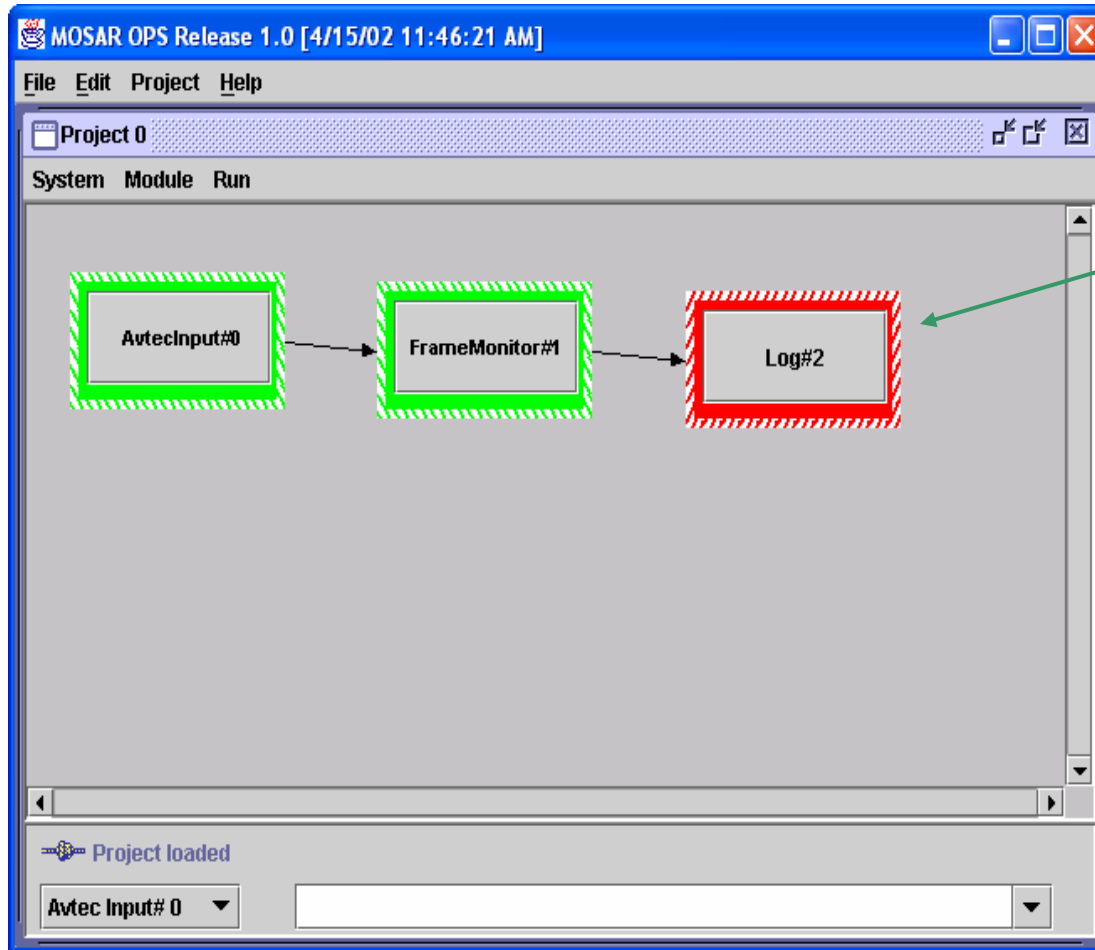 MOSAR OPS Release 1.0 [4/15/02 11:46:21 AM]
File Edit Project Help
Project 0
System Module Run
AvtecInput#0
FrameMonitor#1
Log#2
Project loaded
Avtec Input# 0